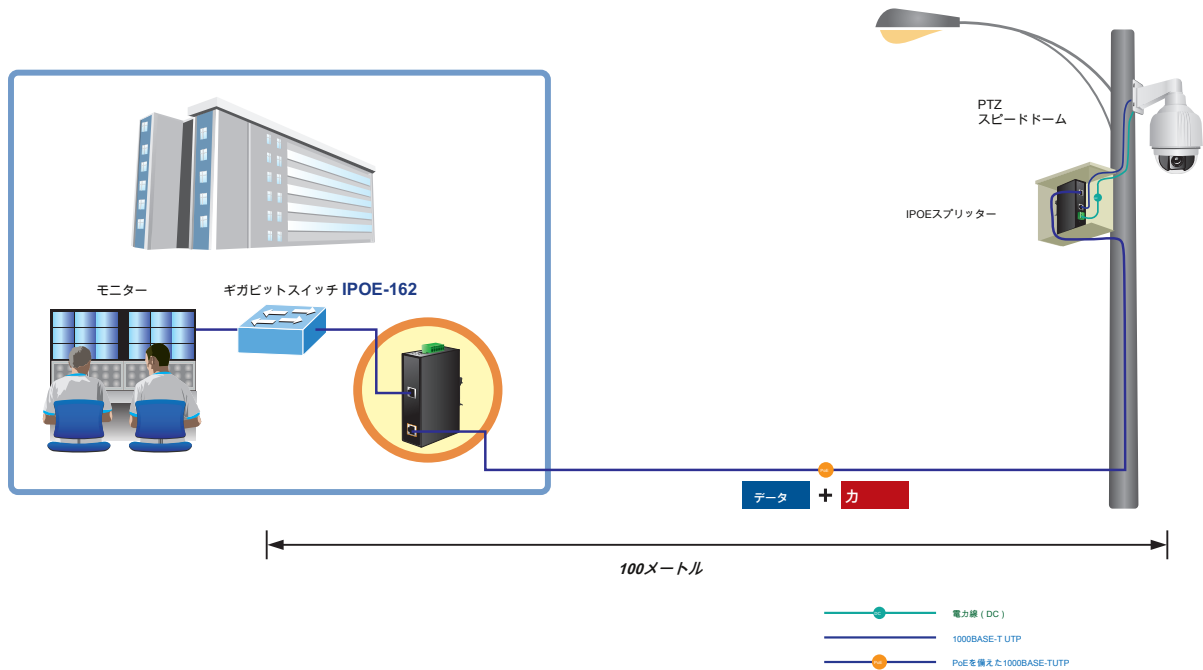 PTZ
スピードドーム
IPOEスプリッター
モニター
ギガビットスイッチ IPOE-162
PoE
データ + 力
100メートル
DC
電力線（DC）
1000BASE-T UTP
PoE
PoEを備えた1000BASE-TUTP